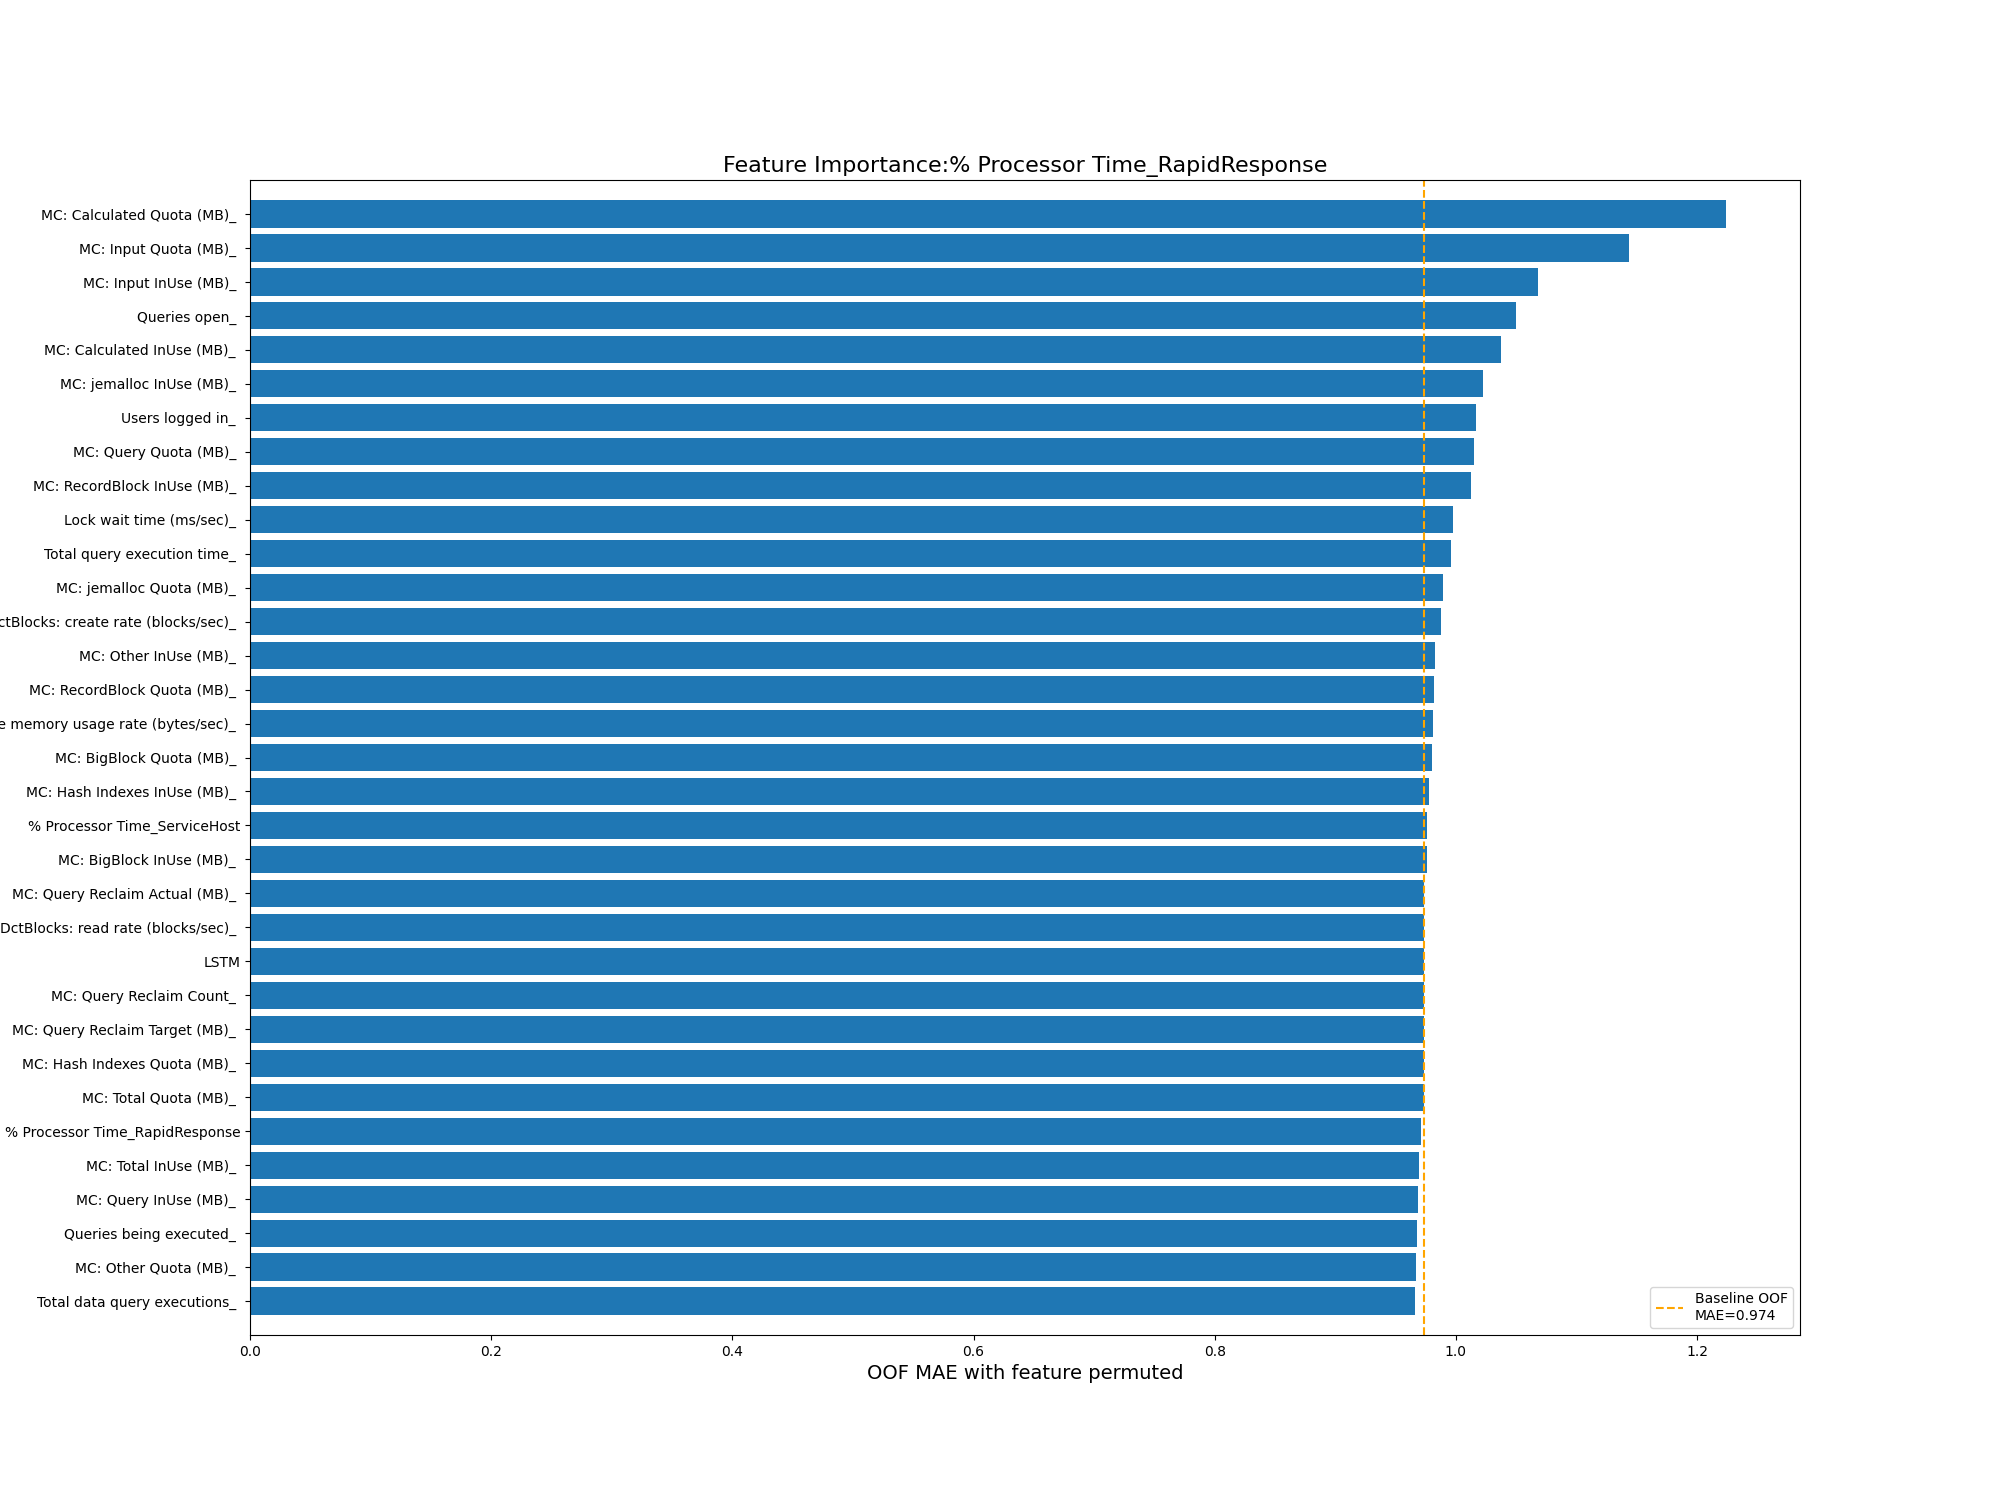 Feature Importance:% Processor Time_RapidResponse
MC: Calculated Quota (MB)_
MC: Input Quota (MB)_
MC: Input InUse (MB)_
Queries open_
MC: Calculated InUse (MB)_
MC: jemalloc InUse (MB)_
Users logged in_
MC: Query Quota (MB)_
MC: RecordBlock InUse (MB)_
Lock wait time (ms/sec)_
Total query execution time_
MC: jemalloc Quota (MB)_
ctBlocks: create rate (blocks/sec)_
MC: Other InUse (MB)_
MC: RecordBlock Quota (MB)_
e memory usage rate (bytes/sec)_
MC: BigBlock Quota (MB)_
MC: Hash Indexes InUse (MB)_
% Processor Time_ServiceHost
MC: BigBlock InUse (MB)_
MC: Query Reclaim Actual (MB)_
DctBlocks: read rate (blocks/sec)_
LSTM
MC: Query Reclaim Count_
MC: Query Reclaim Target (MB)_
MC: Hash Indexes Quota (MB)_
MC: Total Quota (MB)_
% Processor Time_RapidResponse
MC: Total InUse (MB)_
MC: Query InUse (MB)_
Queries being executed_
MC: Other Quota (MB)_
Total data query executions_
Baseline OOF
MAE=0.974
0.0 0.2 0.4 0.6 0.8 1.0 1.2
OOF MAE with feature permuted